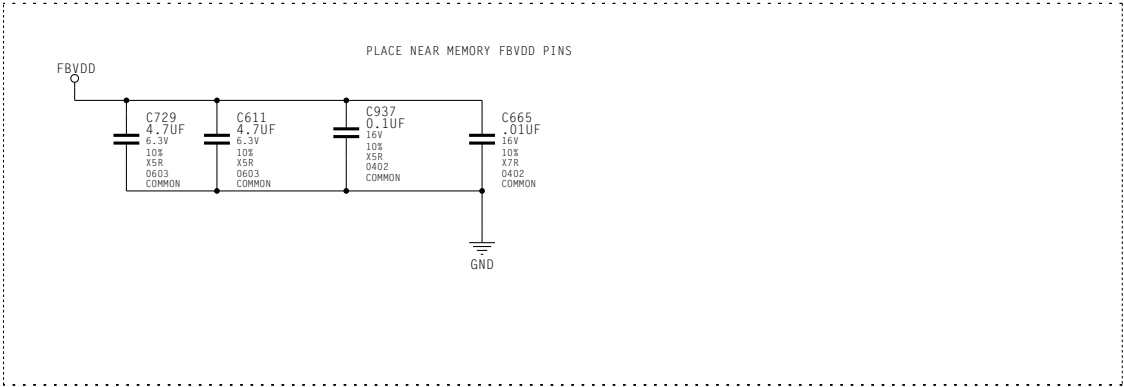 PLACE NEAR MEMORY FBVDD PINS
FBVDD
C729
4.7UF
6.3V
10%
X5R
0603
COMMON
C611
4.7UF
6.3V
10%
X5R
0603
COMMON
C937
0.1UF
16V
10%
X5R
0402
COMMON
C665
.01UF
16V
10%
X7R
0402
COMMON
GND